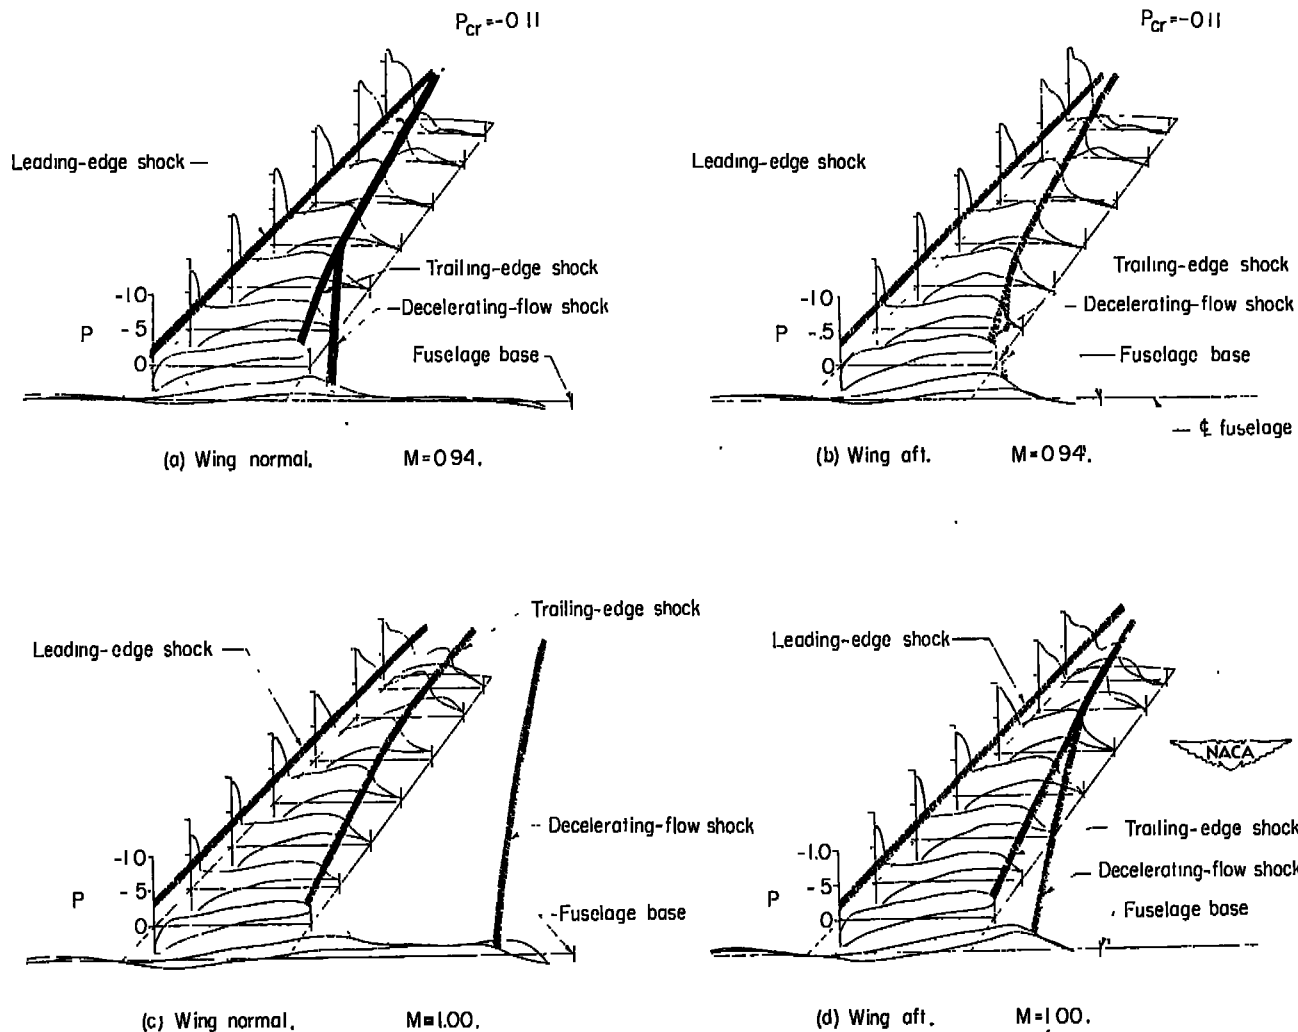 Pcr=-0 11
Leading-edge shock
Trailing-edge shock
Decelerating-flow shock
Fuselage base
-10
-5
0
P
(a) Wing normal. M=0 94.
Pcr=-0 11
Leading-edge shock
Trailing-edge shock
Decelerating-flow shock
Fuselage base
℄ fuselage
-1 0
-.5
0
P
(b) Wing aft. M=0 94.
Leading-edge shock
Trailing-edge shock
Decelerating-flow shock
Fuselage base
-1 0
-5
0
P
(c) Wing normal. M=1.00.
Leading-edge shock
NACA
Trailing-edge shock
Decelerating-flow shock
Fuselage base
-1.0
-.5
0
P
(d) Wing aft. M=1 00.